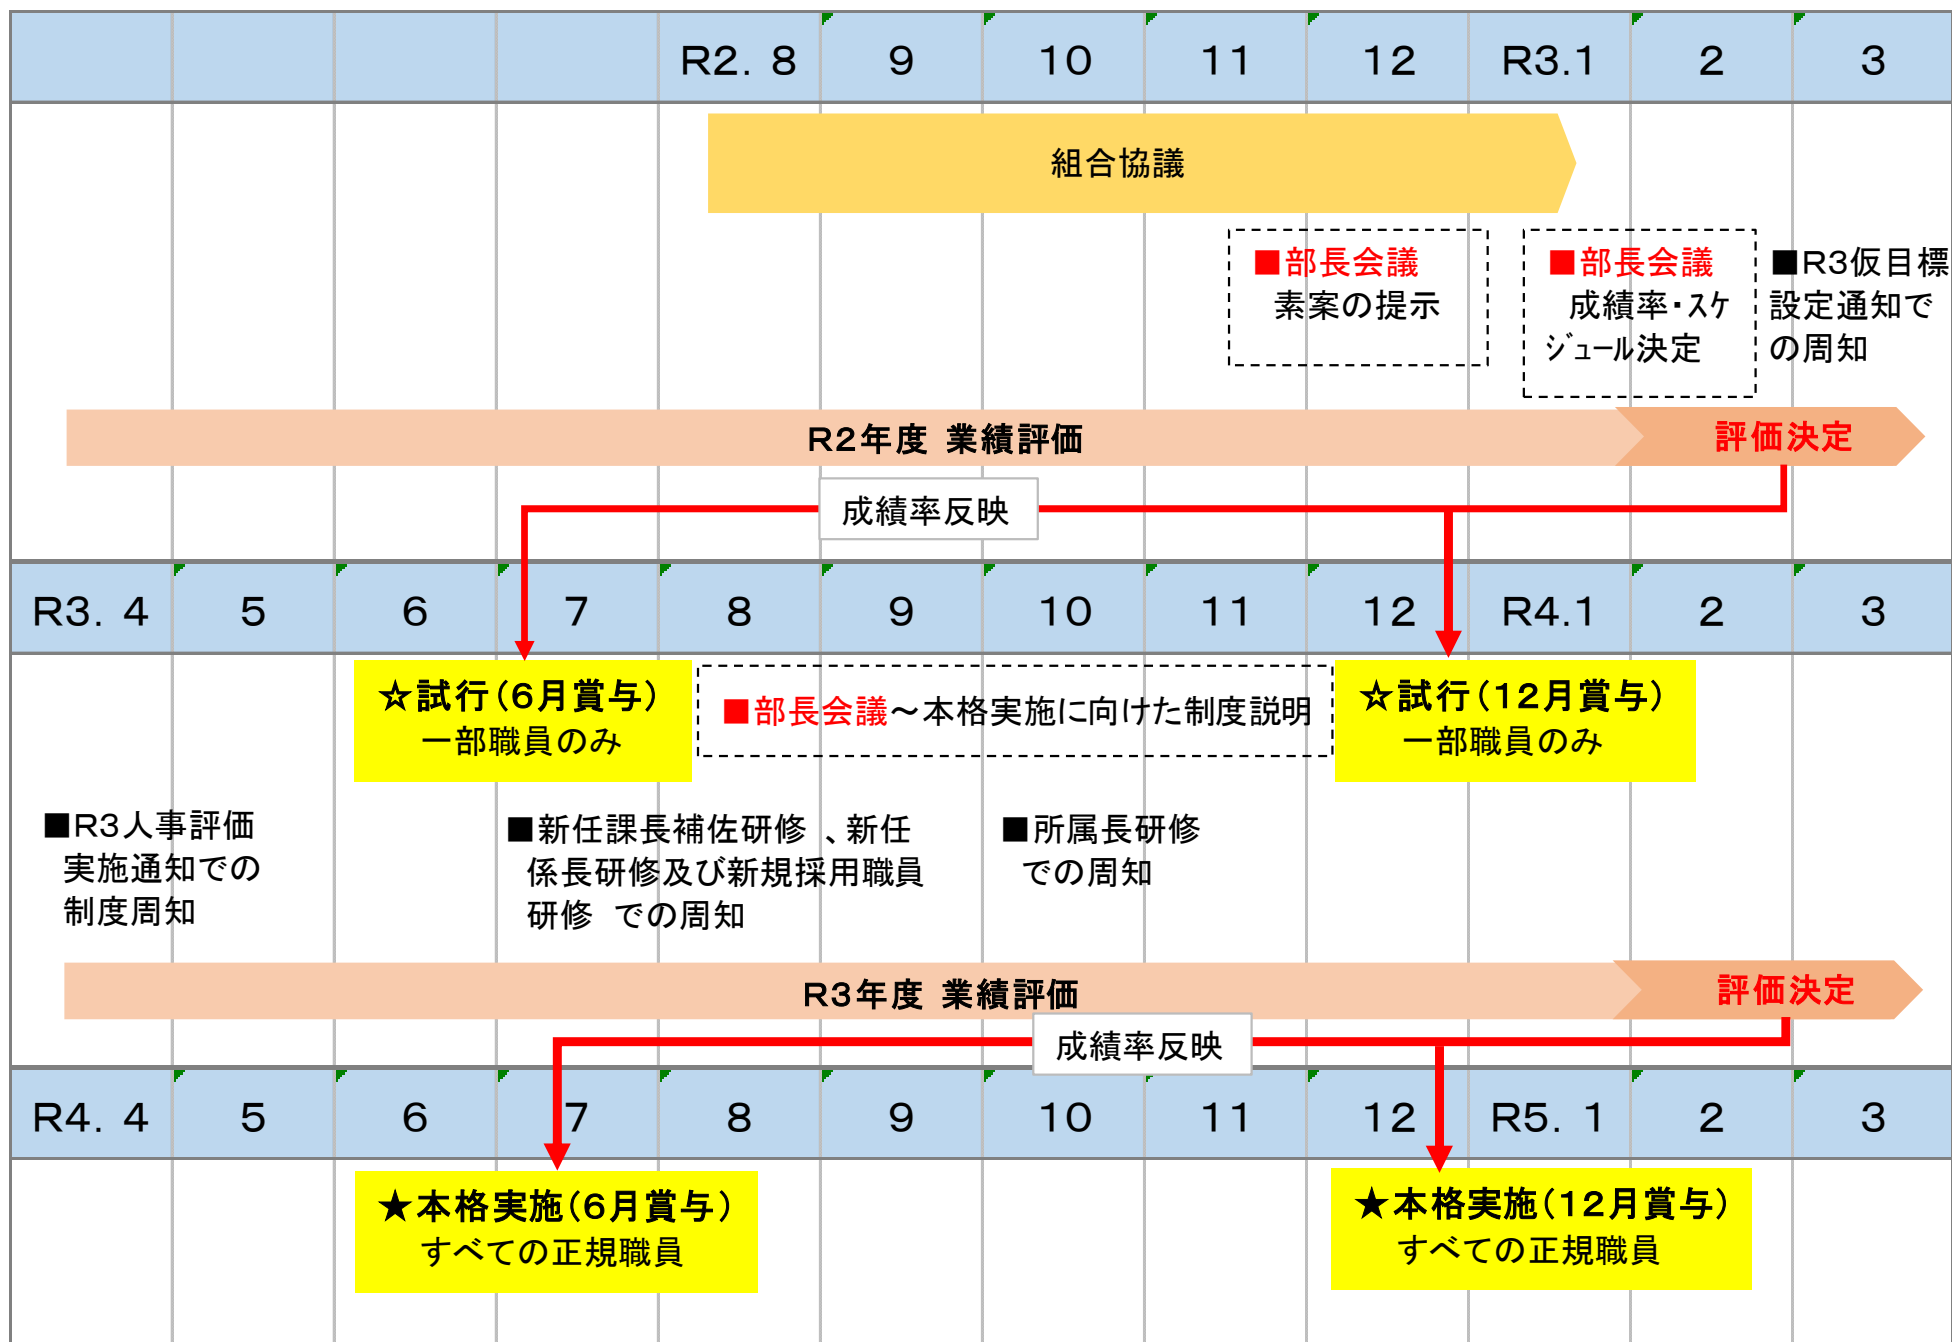 R2. 8 9 10 11 12 R3.1 2 3
組合協議
■部長会議
素案の提示
■部長会議
成績率・ｽｹ
ｼﾞｭｰﾙ決定
■R3仮目標
設定通知で
の周知
R2年度 業績評価
評価決定
成績率反映
R3. 4 5 6 7 8 9 10 11 12 R4.1 2 3
☆試行(6月賞与)
一部職員のみ
■部長会議～本格実施に向けた制度説明
☆試行(12月賞与)
一部職員のみ
■R3人事評価
実施通知での
制度周知
■新任課長補佐研修 、新任
係長研修及び新規採用職員
研修 での周知
■所属長研修
での周知
R3年度 業績評価
評価決定
成績率反映
R4. 4 5 6 7 8 9 10 11 12 R5. 1 2 3
★本格実施(6月賞与)
すべての正規職員
★本格実施(12月賞与)
すべての正規職員